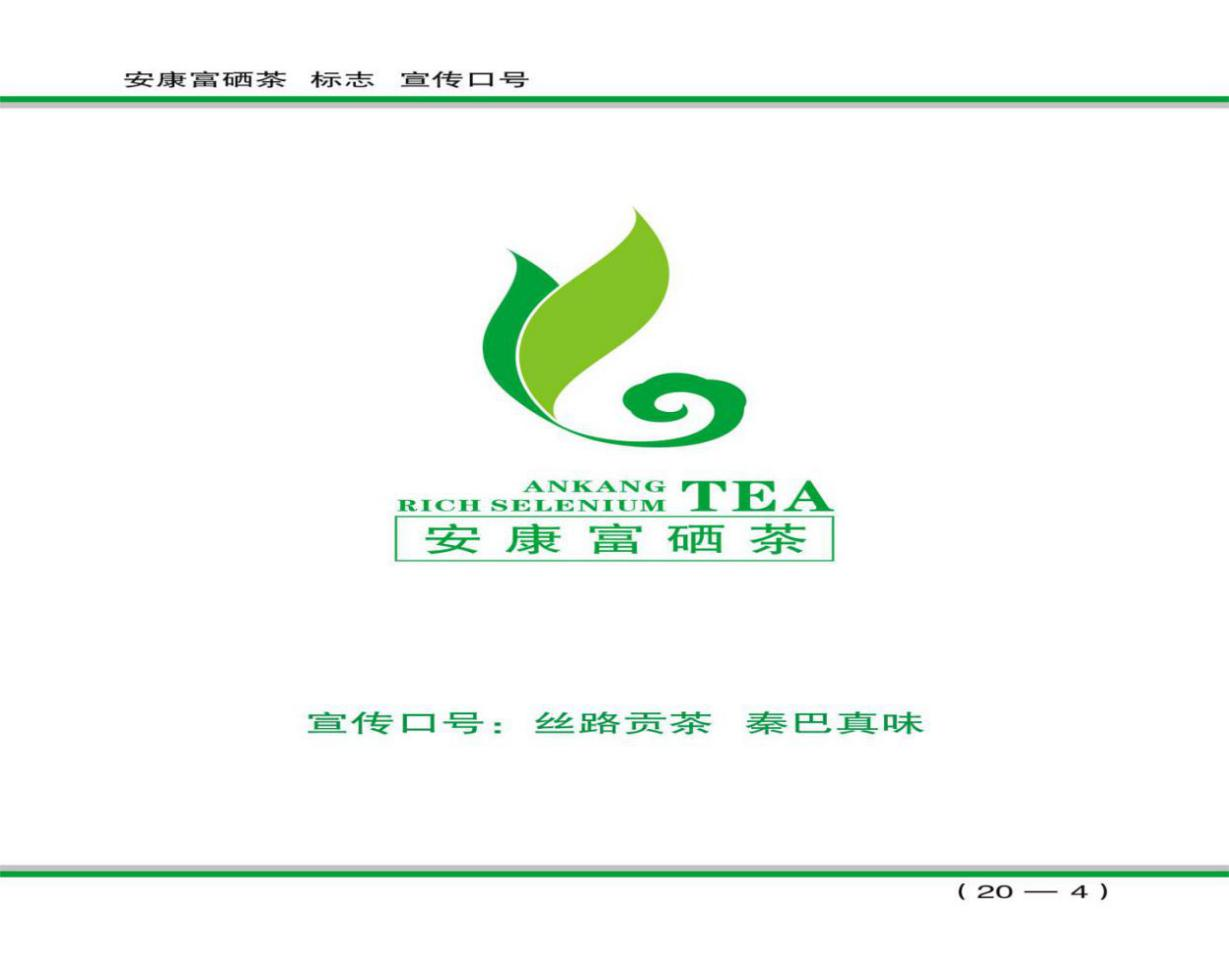 安康富硒茶 标志 宣传口号
ANKANG
RICH SELENIUM TEA
安康富硒茶
宣传口号：丝路贡茶 秦巴真味
(20 — 4)